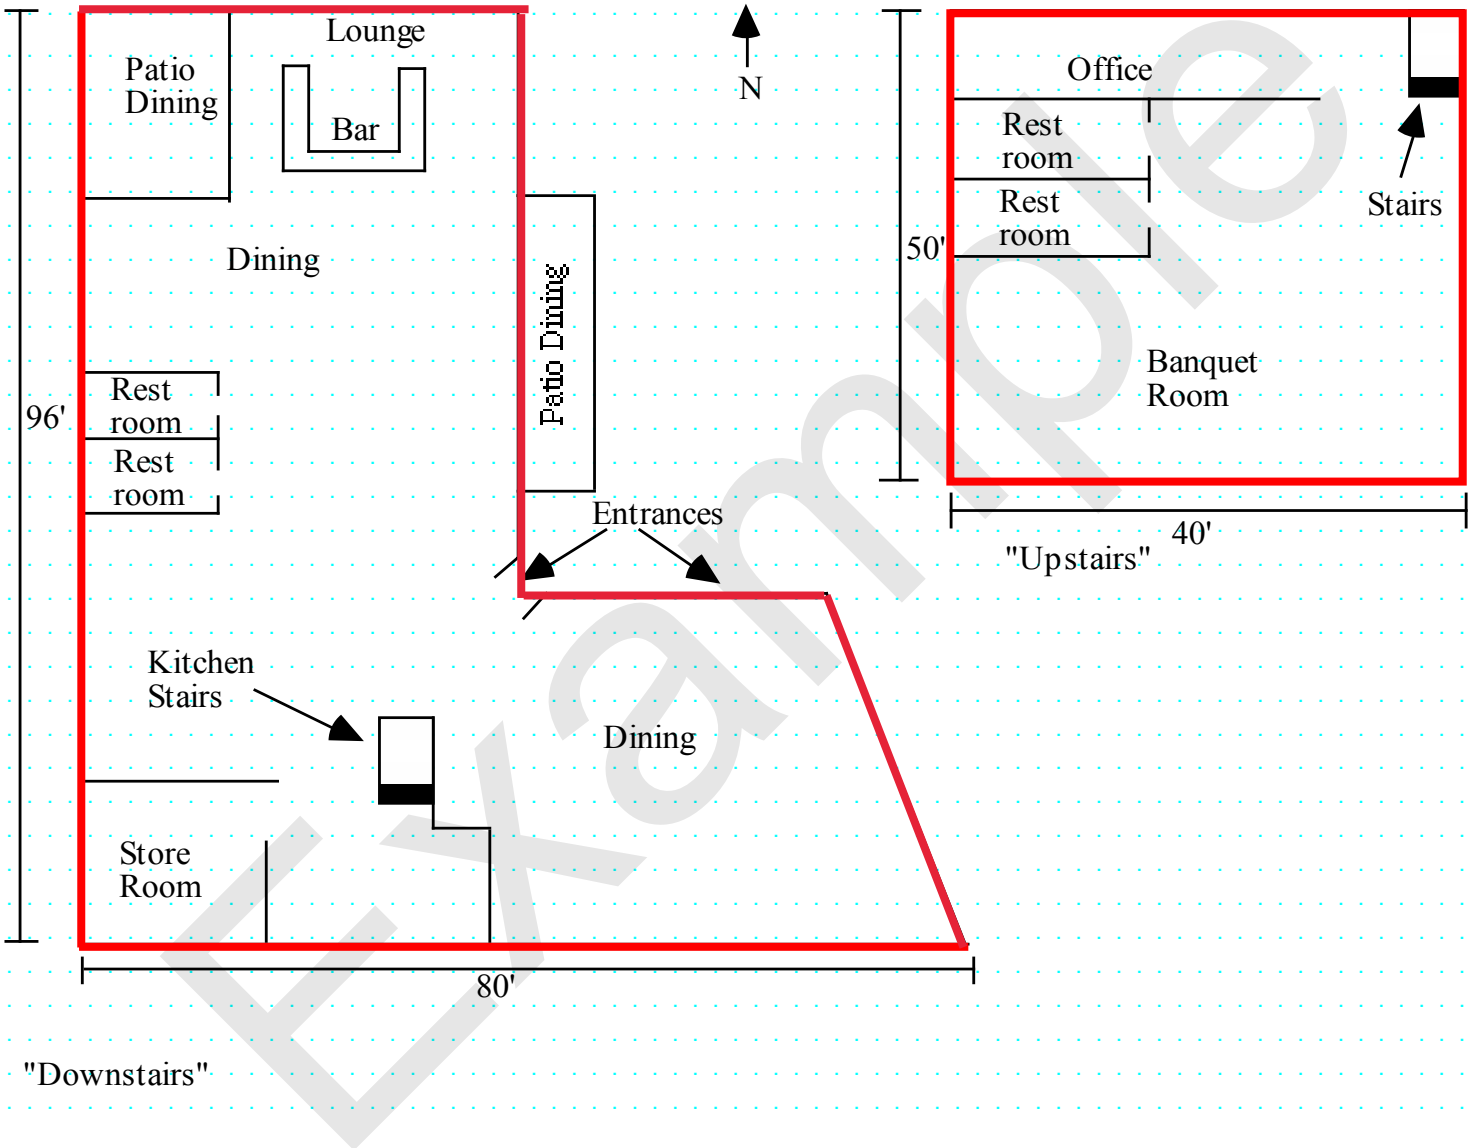 Lounge
Patio
Dining
Bar
N
Office
Rest
room
Rest
room
Stairs
50'
Dining
Patio Dining
Banquet
Room
Rest
room
96'
Rest
room
Entrances
40'
"Upstairs"
Kitchen
Stairs
Dining
Store
Room
80'
"Downstairs"
Example